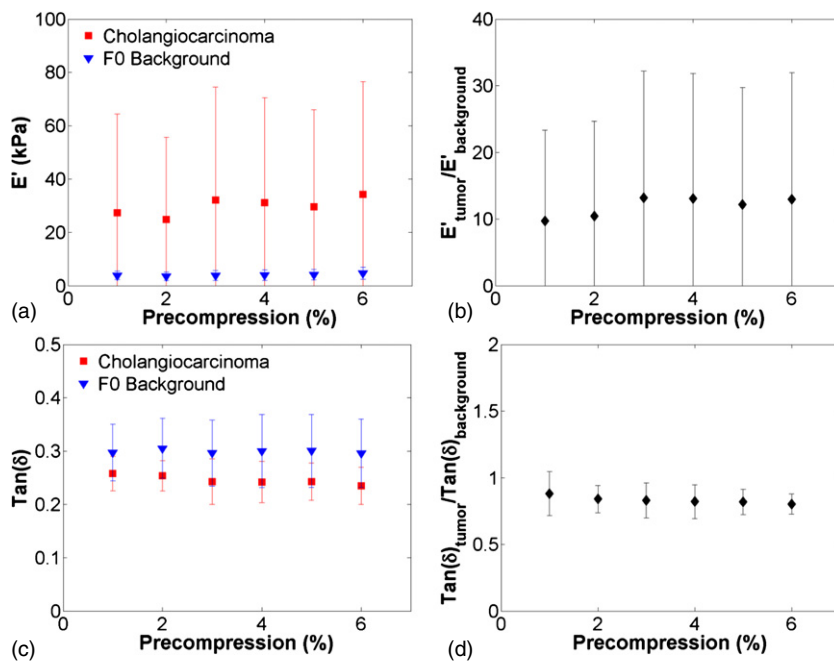 100
80
60
40
20
0
E' (kPa)
Cholangiocarcinoma
F0 Background
0 2 4 6
Precompression (%)
(a)
40
30
20
10
0
E'tumor/E'background
0 2 4 6
Precompression (%)
(b)
0.5
0.4
0.3
0.2
0.1
0
Tan(δ)
Cholangiocarcinoma
F0 Background
0 2 4 6
Precompression (%)
(c)
2
1.5
1
0.5
0
Tan(δ)tumor/Tan(δ)background
0 2 4 6
Precompression (%)
(d)